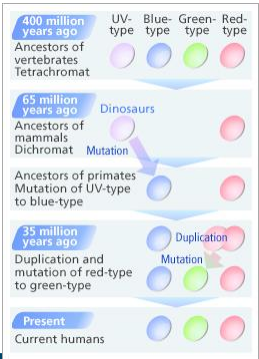 400 million
years ago
UV-
type
Blue-
type
Green-
type
Red-
type
Ancestors of
vertebrates
Tetrachromat
65 million
years ago
Dinosaurs
Ancestors of
mammals
Dichromat
Mutation
Ancestors of primates
Mutation of UV-type
to blue-type
35 million
years ago
Duplication
Mutation
Duplication and
mutation of red-type
to green-type
Present
Current humans